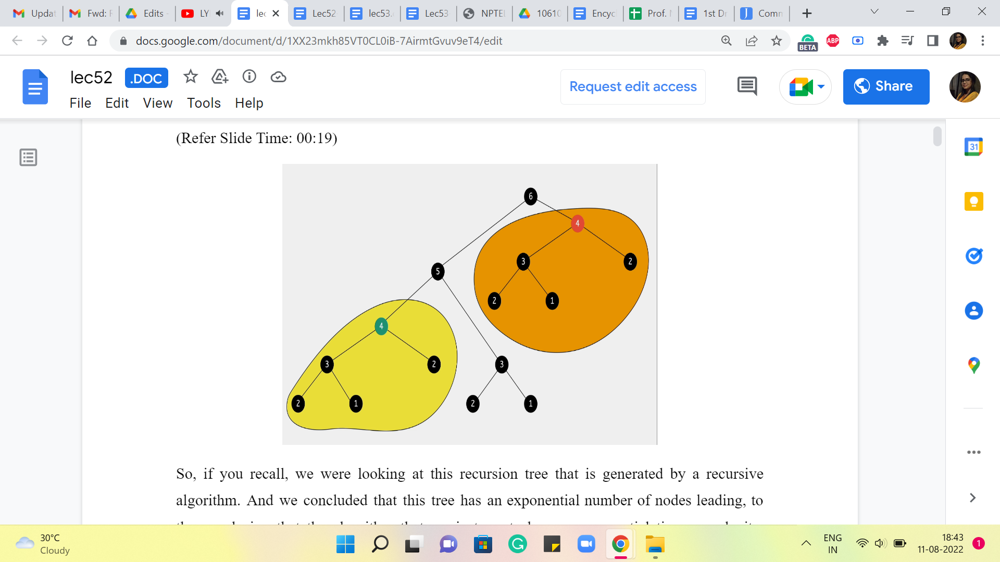 Updat
Fwd: F
Edits -
LY
lec
Lec52
lec53.
Lec53
NPTEL
10610
Encyc
Prof.
1st Dr
Comm
docs.google.com/document/d/1XX23mkh85VT0CL0iB-7AirmtGvuv9eT4/edit
BETA
ABP
lec52 .DOC
Request edit access
Share
File Edit View Tools Help
31
(Refer Slide Time: 00:19)
6
4
3 2
5
2 1
4
3 2 3
2 1 2 1
So, if you recall, we were looking at this recursion tree that is generated by a recursive
algorithm. And we concluded that this tree has an exponential number of nodes leading, to
30°C
Cloudy
ENG
IN
18:43
11-08-2022
1